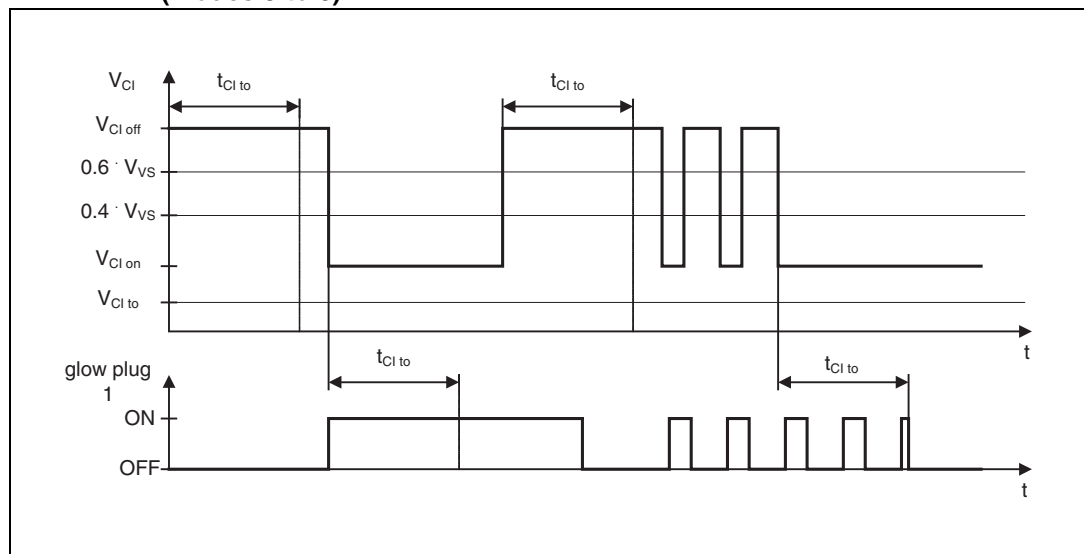 V_CI
t_CI to
t_CI to
V_CI off
0.6 · V_VS
0.4 · V_VS
V_CI on
V_CI to
t
glow plug
1
t_CI to
t_CI to
ON
OFF
t